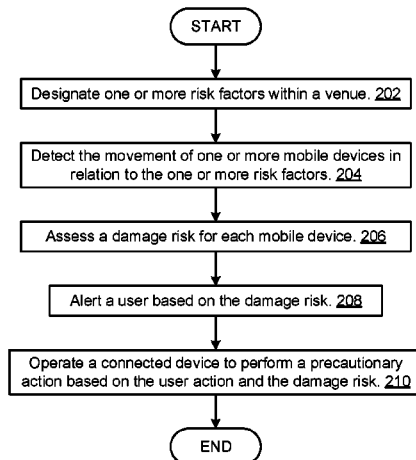 START
Designate one or more risk factors within a venue. 202
Detect the movement of one or more mobile devices in
relation to the one or more risk factors. 204
Assess a damage risk for each mobile device. 206
Alert a user based on the damage risk. 208
Operate a connected device to perform a precautionary
action based on the user action and the damage risk. 210
END